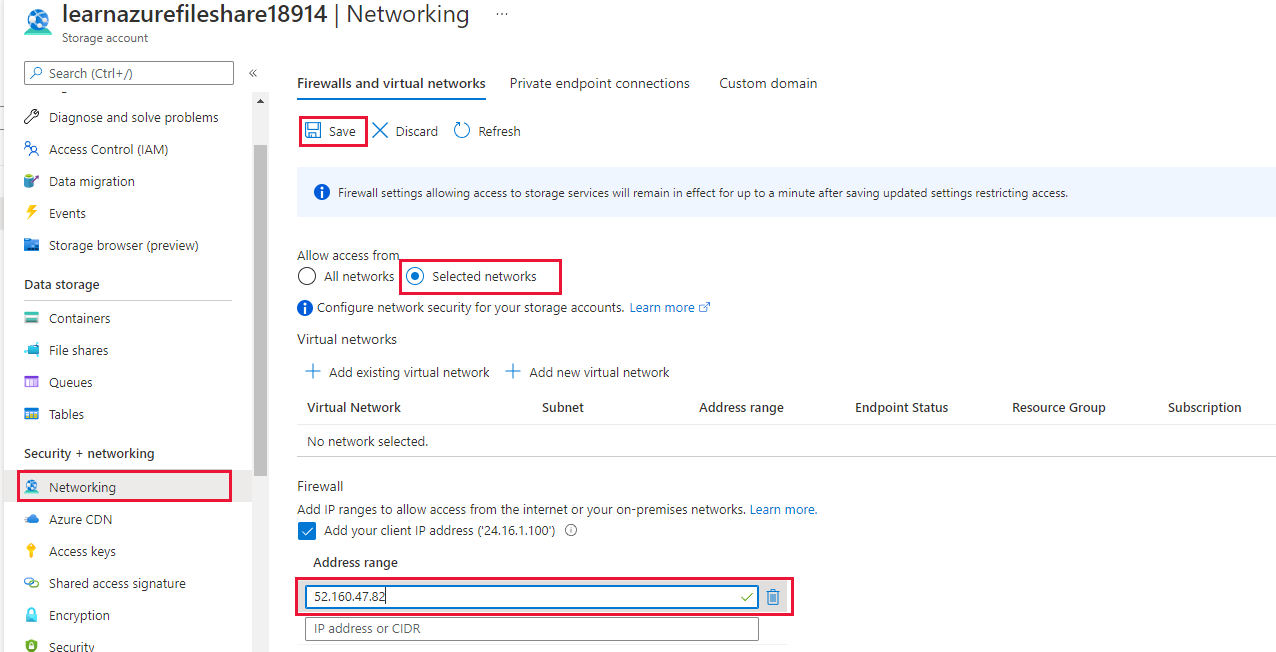 learnazurefileshare18914 | Networking ...
Storage account
Search (Ctrl+/)
«
Diagnose and solve problems
Access Control (IAM)
Data migration
Events
Storage browser (preview)
Data storage
Containers
File shares
Queues
Tables
Security + networking
Networking
Azure CDN
Access keys
Shared access signature
Encryption
Security
Firewalls and virtual networks Private endpoint connections Custom domain
Save Discard Refresh
Firewall settings allowing access to storage services will remain in effect for up to a minute after saving updated settings restricting access.
Allow access from
All networks Selected networks
Configure network security for your storage accounts. Learn more
Virtual networks
Add existing virtual network Add new virtual network
Virtual Network Subnet Address range Endpoint Status Resource Group Subscription
No network selected.
Firewall
Add IP ranges to allow access from the internet or your on-premises networks. Learn more.
Add your client IP address ('24.16.1.100')
Address range
52.160.47.82
IP address or CIDR